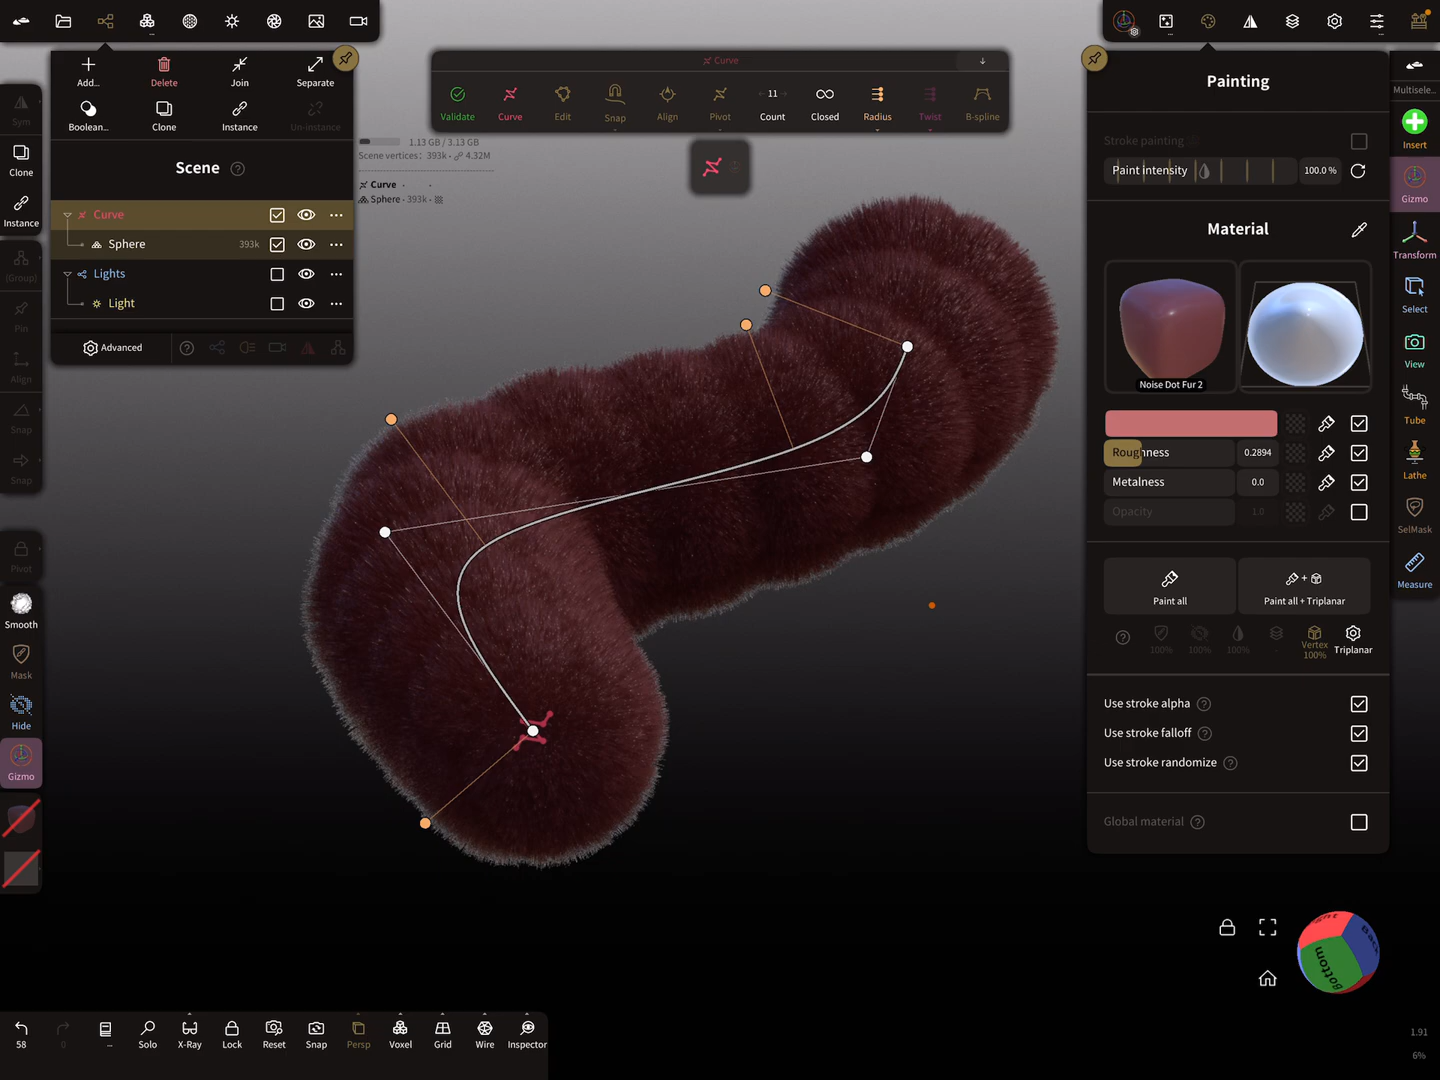 Add...
Delete
Join
Separate
Boolean...
Clone
Instance
Un-instance
Scene
Curve
Sphere 393k
Lights
Light
Advanced
Sym
Clone
Instance
(Group)
Pin
Align
Snap
Snap
Pivot
Smooth
Mask
Hide
Gizmo
Curve
Validate
Curve
Edit
Snap
Align
Pivot
11
Count
Closed
Radius
Twist
B-spline
1.13 GB / 3.13 GB
Scene vertices: 393k · 4.32M
Curve
Sphere · 393k ·
Painting
Stroke painting
Paint intensity 100.0 %
Material
Noise Dot Fur 2
Roughness 0.2894
Metalness 0.0
Opacity 1.0
Paint all
Paint all + Triplanar
100%
100%
100%
Vertex
100%
Triplanar
Use stroke alpha
Use stroke falloff
Use stroke randomize
Global material
Multisele...
Insert
Gizmo
Transform
Select
View
Tube
Lathe
SelMask
Measure
Bottom
58
0
...
Solo
X-Ray
Lock
Reset
Snap
Persp
Voxel
Grid
Wire
Inspector
1.91
6%